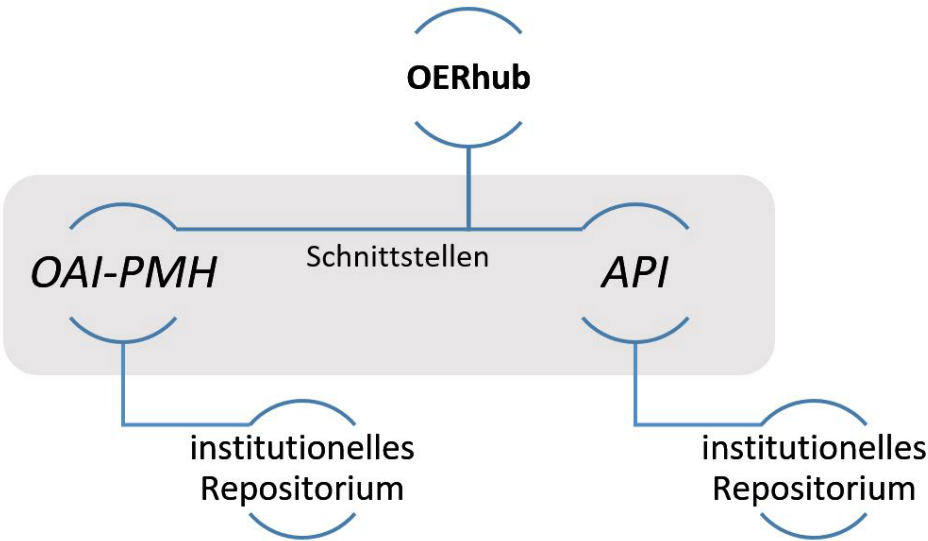 OERhub
Schnittstellen
OAI-PMH
API
institutionelles
Repositorium
institutionelles
Repositorium